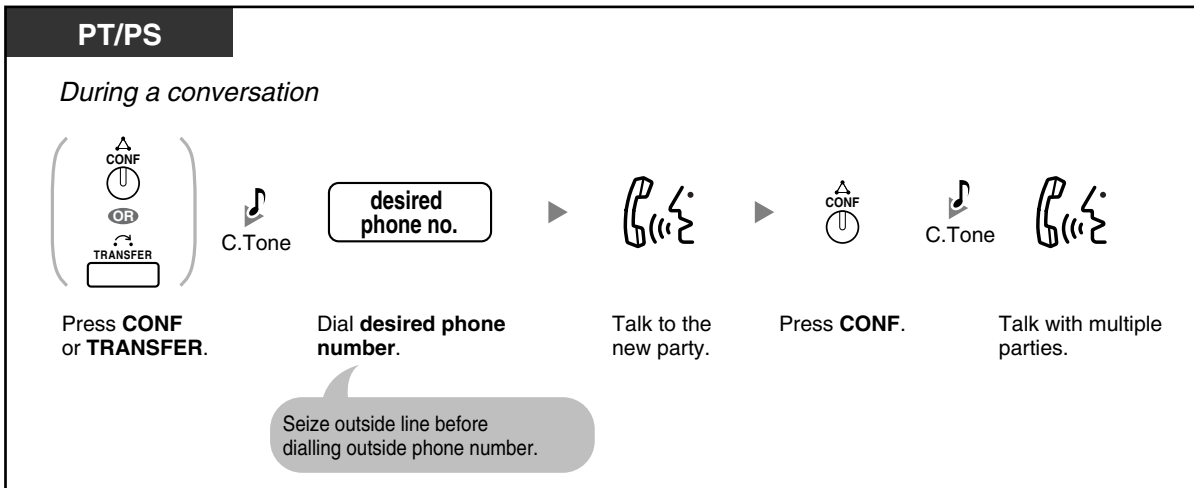 PT/PS
During a conversation
CONF
OR
TRANSFER
C.Tone
desired
phone no.
CONF
C.Tone
Press CONF
or TRANSFER.
Dial desired phone
number.
Talk to the
new party.
Press CONF.
Talk with multiple
parties.
Seize outside line before
dialling outside phone number.